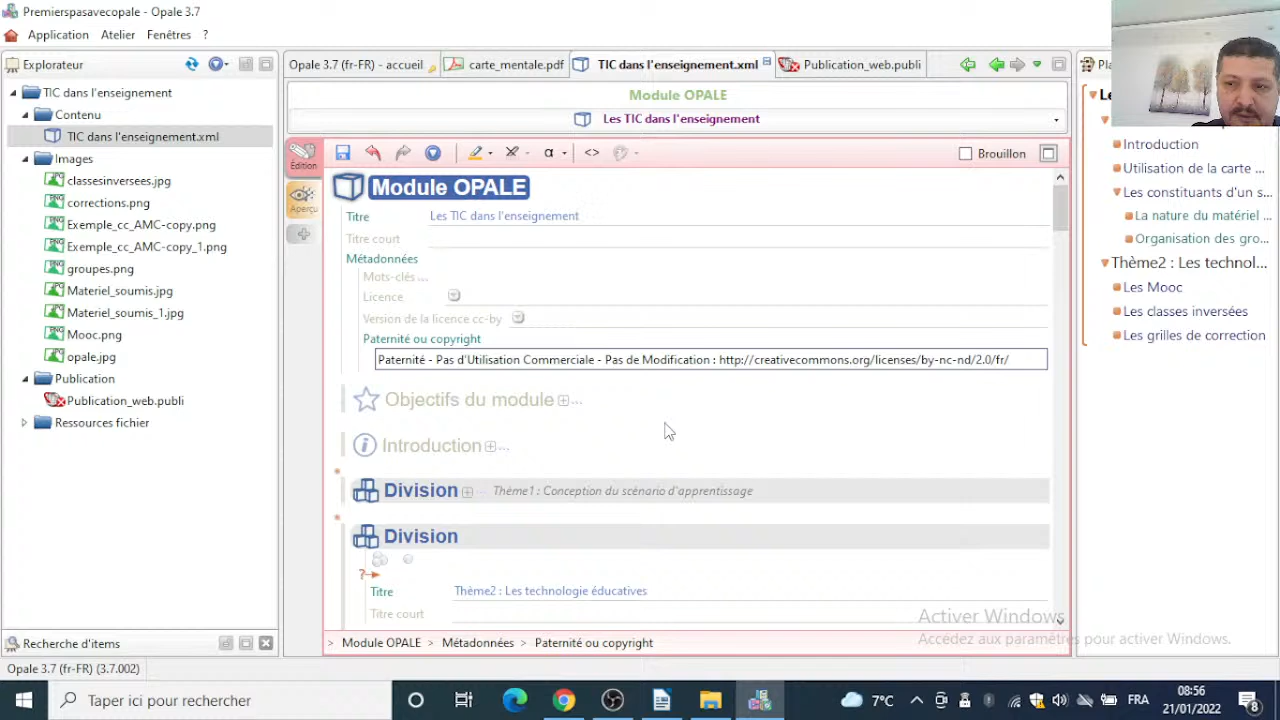 Premierspasavecopale - Opale 3.7
Application Atelier Fenêtres ?
Explorateur
TIC dans l'enseignement
Contenu
TIC dans l'enseignement.xml
Images
classesinversees.jpg
corrections.png
Exemple_cc_AMC-copy.png
Exemple_cc_AMC-copy_1.png
groupes.png
Materiel_soumis.jpg
Materiel_soumis_1.jpg
Mooc.png
opale.jpg
Publication
Publication_web.publi
Ressources fichier
Recherche d'items
Opale 3.7 (fr-FR) - accueil carte_mentale.pdf TIC dans l'enseignement.xml Publication_web.publi
Module OPALE
Les TIC dans l'enseignement
Édition
Aperçu
α <> Brouillon
Module OPALE
Titre Les TIC dans l'enseignement
Titre court
Métadonnées
Mots-clés ...
Licence
Version de la licence cc-by
Paternité ou copyright
Paternité - Pas d'Utilisation Commerciale - Pas de Modification : http://creativecommons.org/licenses/by-nc-nd/2.0/fr/
Objectifs du module ...
Introduction ...
Division ... Thème1 : Conception du scénario d'apprentissage
Division
Titre Thème2 : Les technologie éducatives
Titre court
> Module OPALE > Métadonnées > Paternité ou copyright
Introduction
Utilisation de la carte ...
Les constituants d'un s...
La nature du matériel ...
Organisation des gro...
Thème2 : Les technol...
Les Mooc
Les classes inversées
Les grilles de correction
Activer Windows
Accédez aux paramètres pour activer Windows.
Opale 3.7 (fr-FR) (3.7.002)
Taper ici pour rechercher
7°C
FRA
08:56
21/01/2022
8